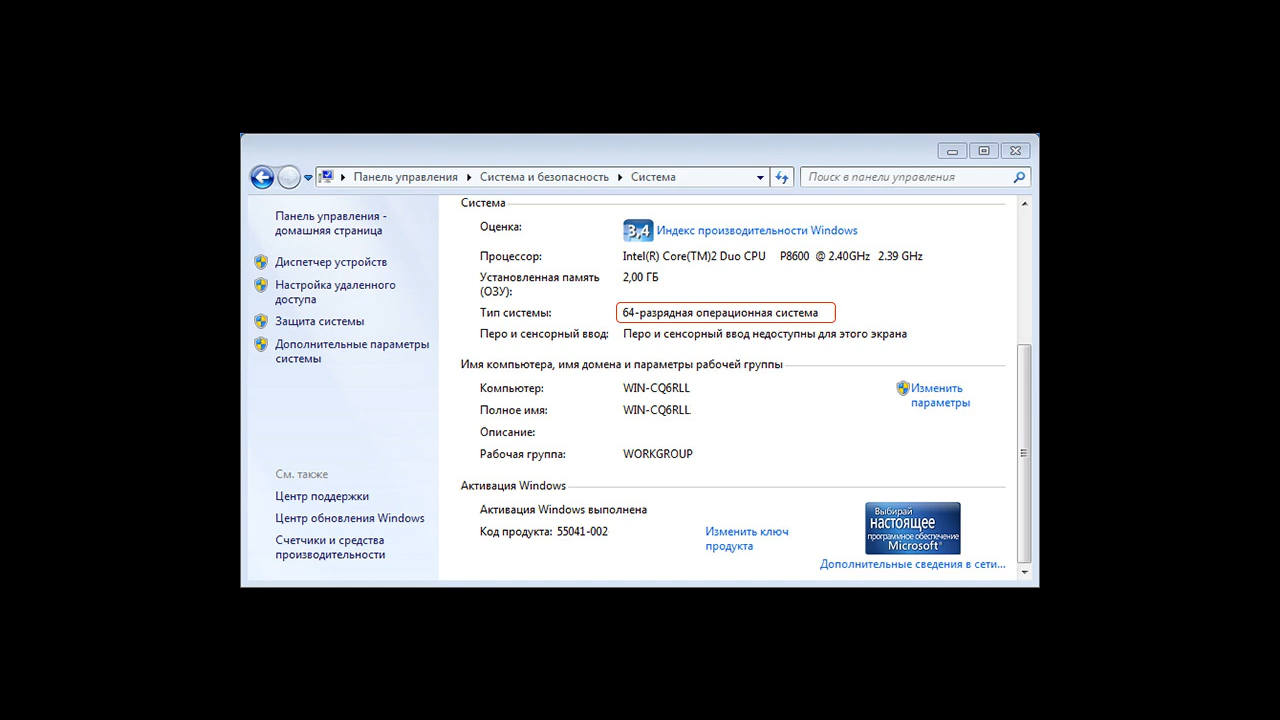 Панель управления
Система и безопасность
Система
Поиск в панели управления
Панель управления -
домашняя страница
Диспетчер устройств
Настройка удаленного
доступа
Защита системы
Дополнительные параметры
системы
См. также
Центр поддержки
Центр обновления Windows
Счетчики и средства
производительности
Система
Оценка:
3,4 Индекс производительности Windows
Процессор: Intel(R) Core(TM)2 Duo CPU P8600 @ 2.40GHz 2.39 GHz
Установленная память
(ОЗУ):
2,00 ГБ
Тип системы: 64-разрядная операционная система
Перо и сенсорный ввод: Перо и сенсорный ввод недоступны для этого экрана
Имя компьютера, имя домена и параметры рабочей группы
Компьютер: WIN-CQ6RLL
Изменить
параметры
Полное имя: WIN-CQ6RLL
Описание:
Рабочая группа: WORKGROUP
Активация Windows
Активация Windows выполнена
Код продукта: 55041-002
Изменить ключ
продукта
Выбирай
настоящее
програмное обеспечение
Microsoft®
Дополнительные сведения в сети...